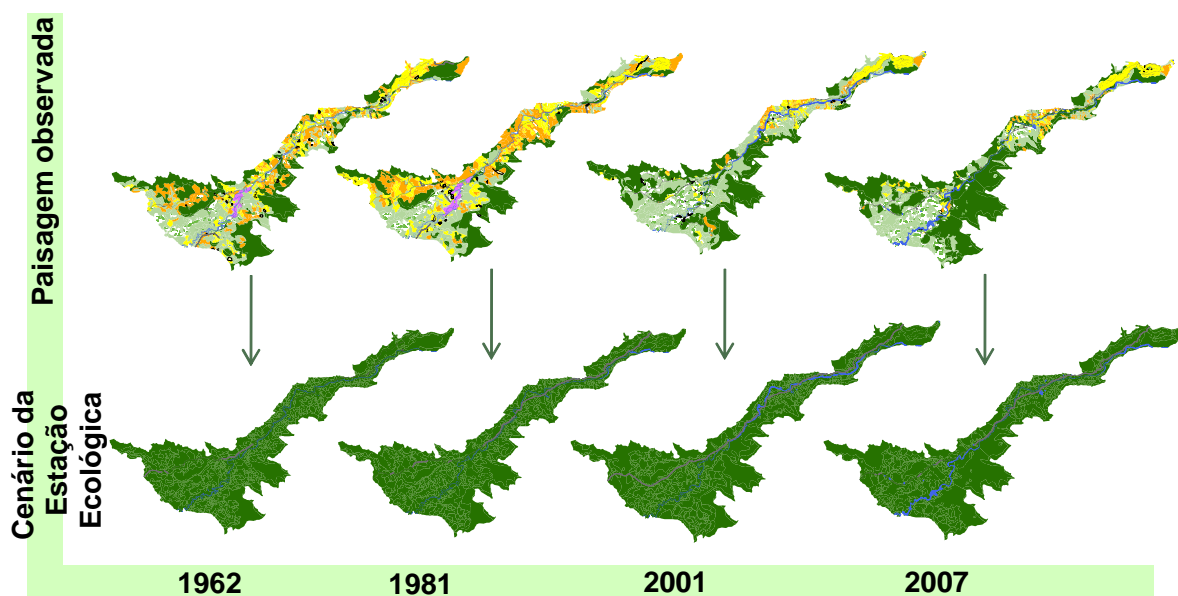 Paisagem observada
Cenário da
Estação
Ecológica
1962
1981
2001
2007